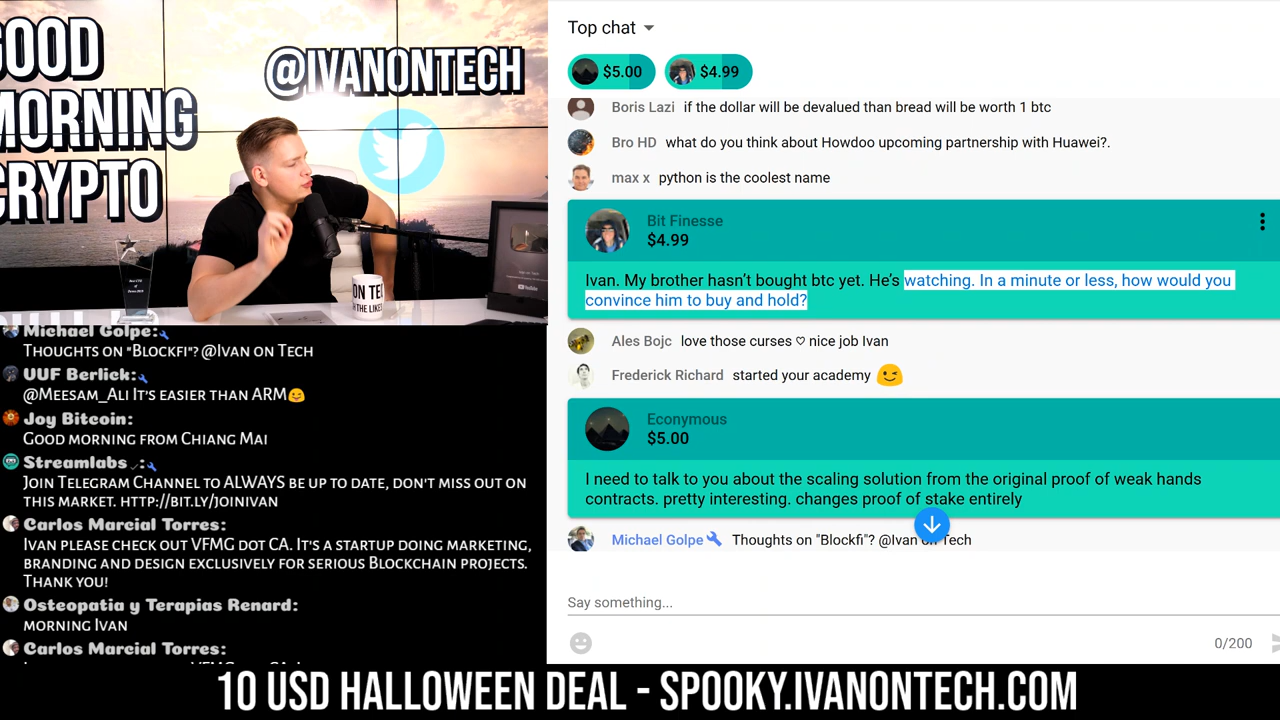 GOOD
MORNING
CRYPTO
@IVANONTECH
ON TEC
Michael Golpe:
Thoughts on "Blockfi"? @Ivan on Tech
UUF Berlick:
@Meesam_Ali It's easier than ARM🤗
Joy Bitcoin:
Good morning from Chiang Mai
Streamlabs ✓:
Join Telegram Channel to ALWAYS be up to date, don't miss out on
this market. http://bit.ly/JoinIvan
Carlos Marcial Torres:
Ivan please check out VFMG dot CA. It's a startup doing marketing,
branding and design exclusively for serious Blockchain projects.
Thank you!
Osteopatia y Terapias Renard:
morning Ivan
Carlos Marcial Torres:
Top chat
$5.00 $4.99
Boris Lazi if the dollar will be devalued than bread will be worth 1 btc
Bro HD what do you think about Howdoo upcoming partnership with Huawei?.
max x python is the coolest name
Bit Finesse
$4.99
Ivan. My brother hasn't bought btc yet. He's watching. In a minute or less, how would you
convince him to buy and hold?
Ales Bojc love those curses ♡ nice job Ivan
Frederick Richard started your academy 😉
Econymous
$5.00
I need to talk to you about the scaling solution from the original proof of weak hands
contracts. pretty interesting. changes proof of stake entirely
Michael Golpe Thoughts on "Blockfi"? @Ivan on Tech
Say something...
0/200
10 USD HALLOWEEN DEAL - SPOOKY.IVANONTECH.COM